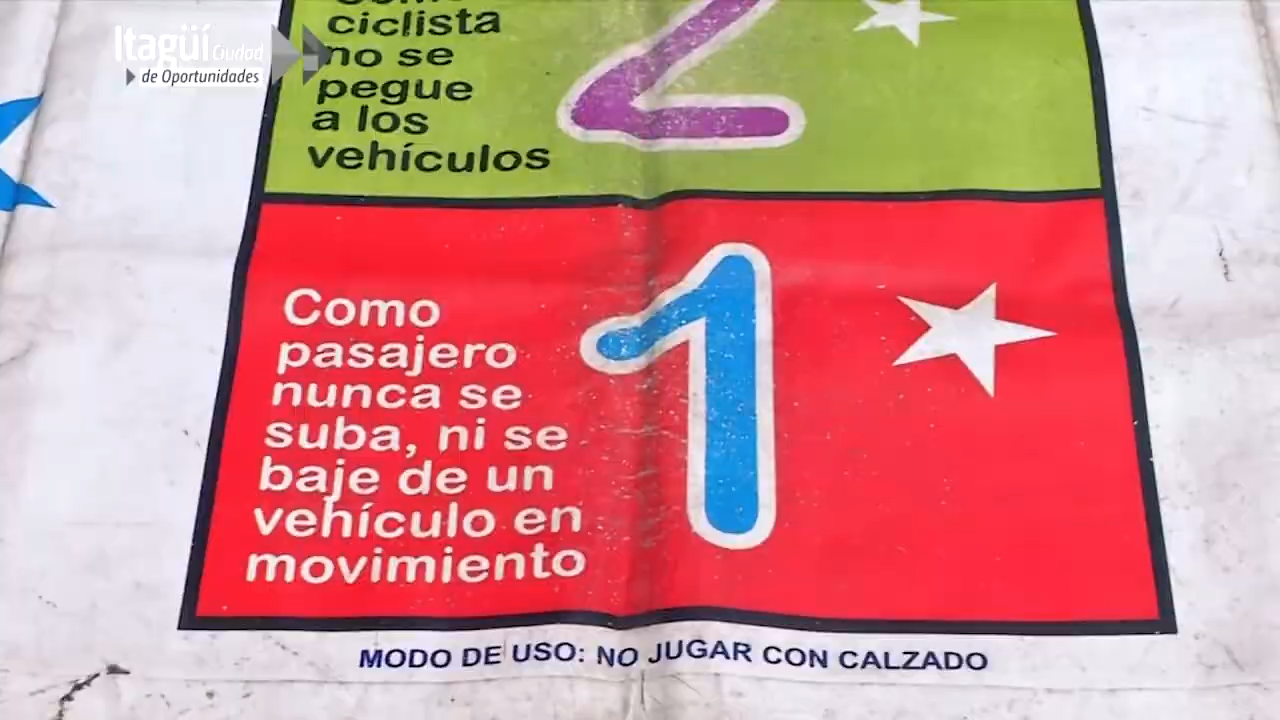 Itagüí Ciudad
de Oportunidades
ciclista
no se
pegue
a los
vehículos
2
Como
pasajero
nunca se
suba, ni se
baje de un
vehículo en
movimiento
1
MODO DE USO: NO JUGAR CON CALZADO